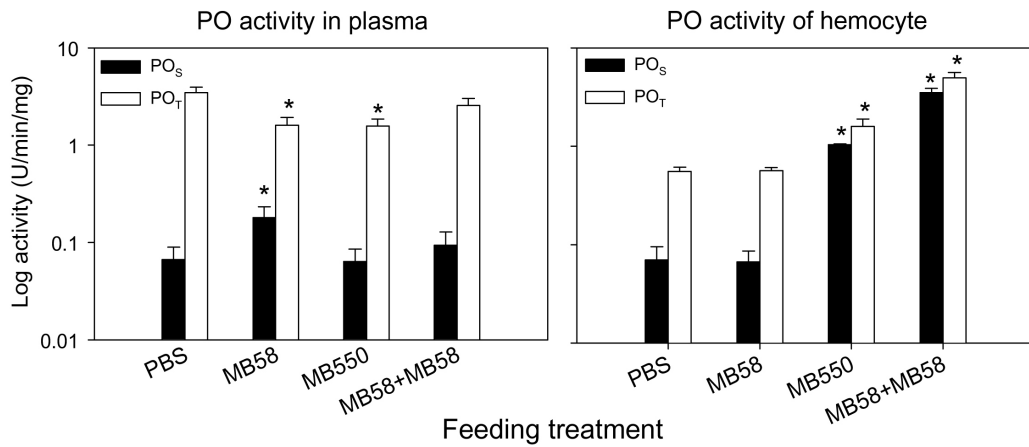 PO activity in plasma
PO activity of hemocyte
Log activity (U/min/mg)
10
1
0.1
0.01
POS
POT
* * * *
PBS
MB58
MB550
MB58+MB58
POS
POT
* * * *
PBS
MB58
MB550
MB58+MB58
Feeding treatment